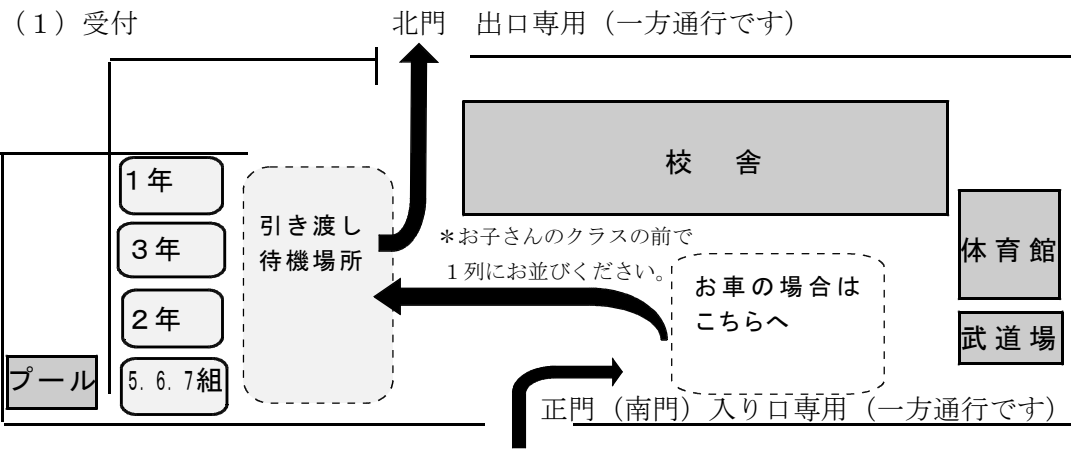 （１）受付
北門　出口専用（一方通行です）
校　舎
１年
引き渡し
待機場所
３年
＊お子さんのクラスの前で
１列にお並びください。
体育館
お車の場合は
こちらへ
２年
武道場
プール
5. 6. 7組
正門（南門）入り口専用（一方通行です）